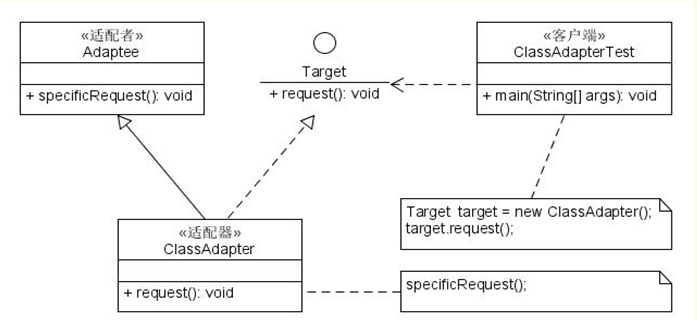 «适配者»
Adaptee
+ specificRequest(): void
Target
+ request(): void
«客户端»
ClassAdapterTest
+ main(String[] args): void
Target target = new ClassAdapter();
target.request();
«适配器»
ClassAdapter
+ request(): void
specificRequest();